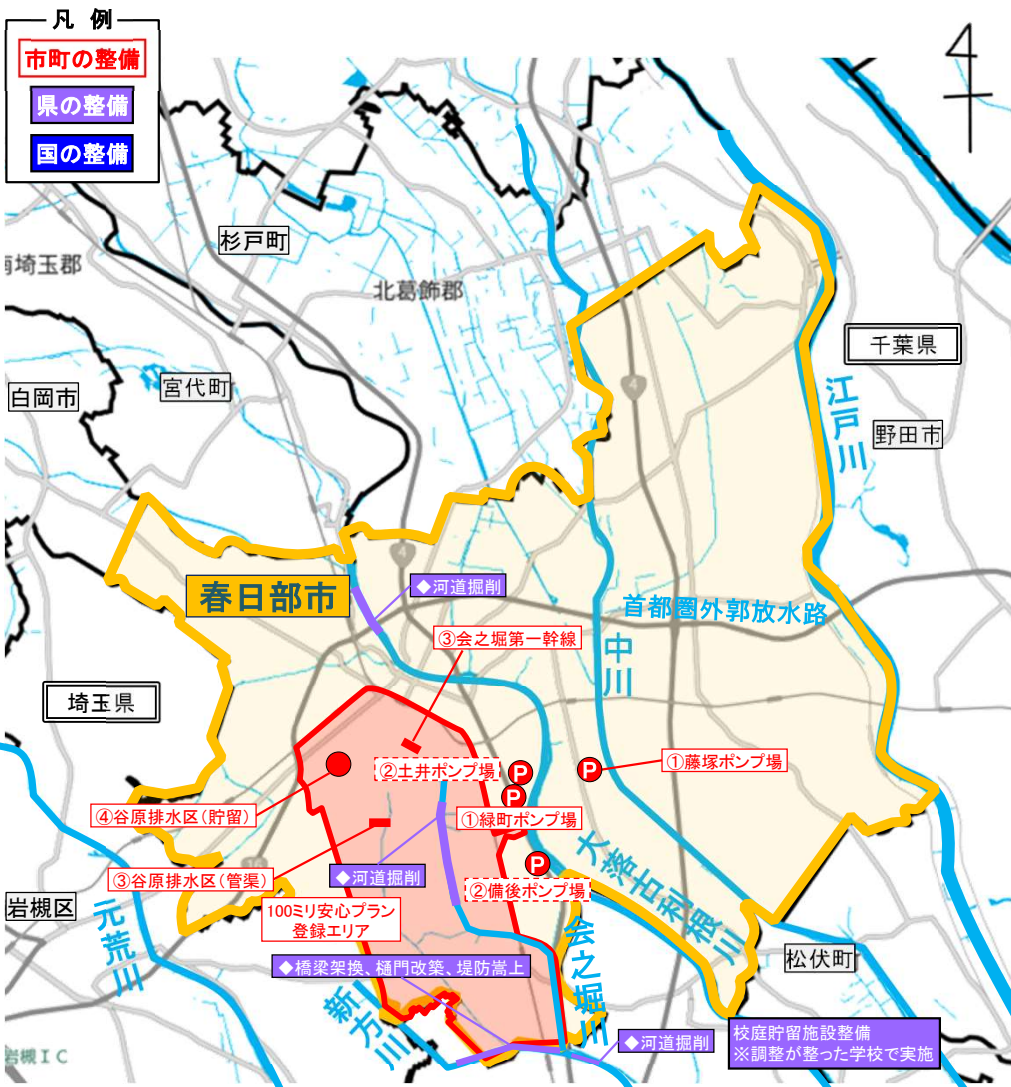 凡 例
市町の整備
県の整備
国の整備
杉戸町
埼玉郡
北葛飾郡
千葉県
4
白岡市
宮代町
江戸川
野田市
4
春日部市
◆河道掘削
首都圏外郭放水路
③会之堀第一幹線
中川
埼玉県
②土井ポンプ場
P
P
①藤塚ポンプ場
P
④谷原排水区(貯留)
①緑町ポンプ場
16
③谷原排水区(管渠)
◆河道掘削
P
②備後ポンプ場
大落古利根川
岩槻区
元荒川
100ミリ安心プラン
登録エリア
会之堀川
◆橋梁架換、樋門改築、堤防嵩上
松伏町
新方川
◆河道掘削
校庭貯留施設整備
※調整が整った学校で実施
岩槻IC